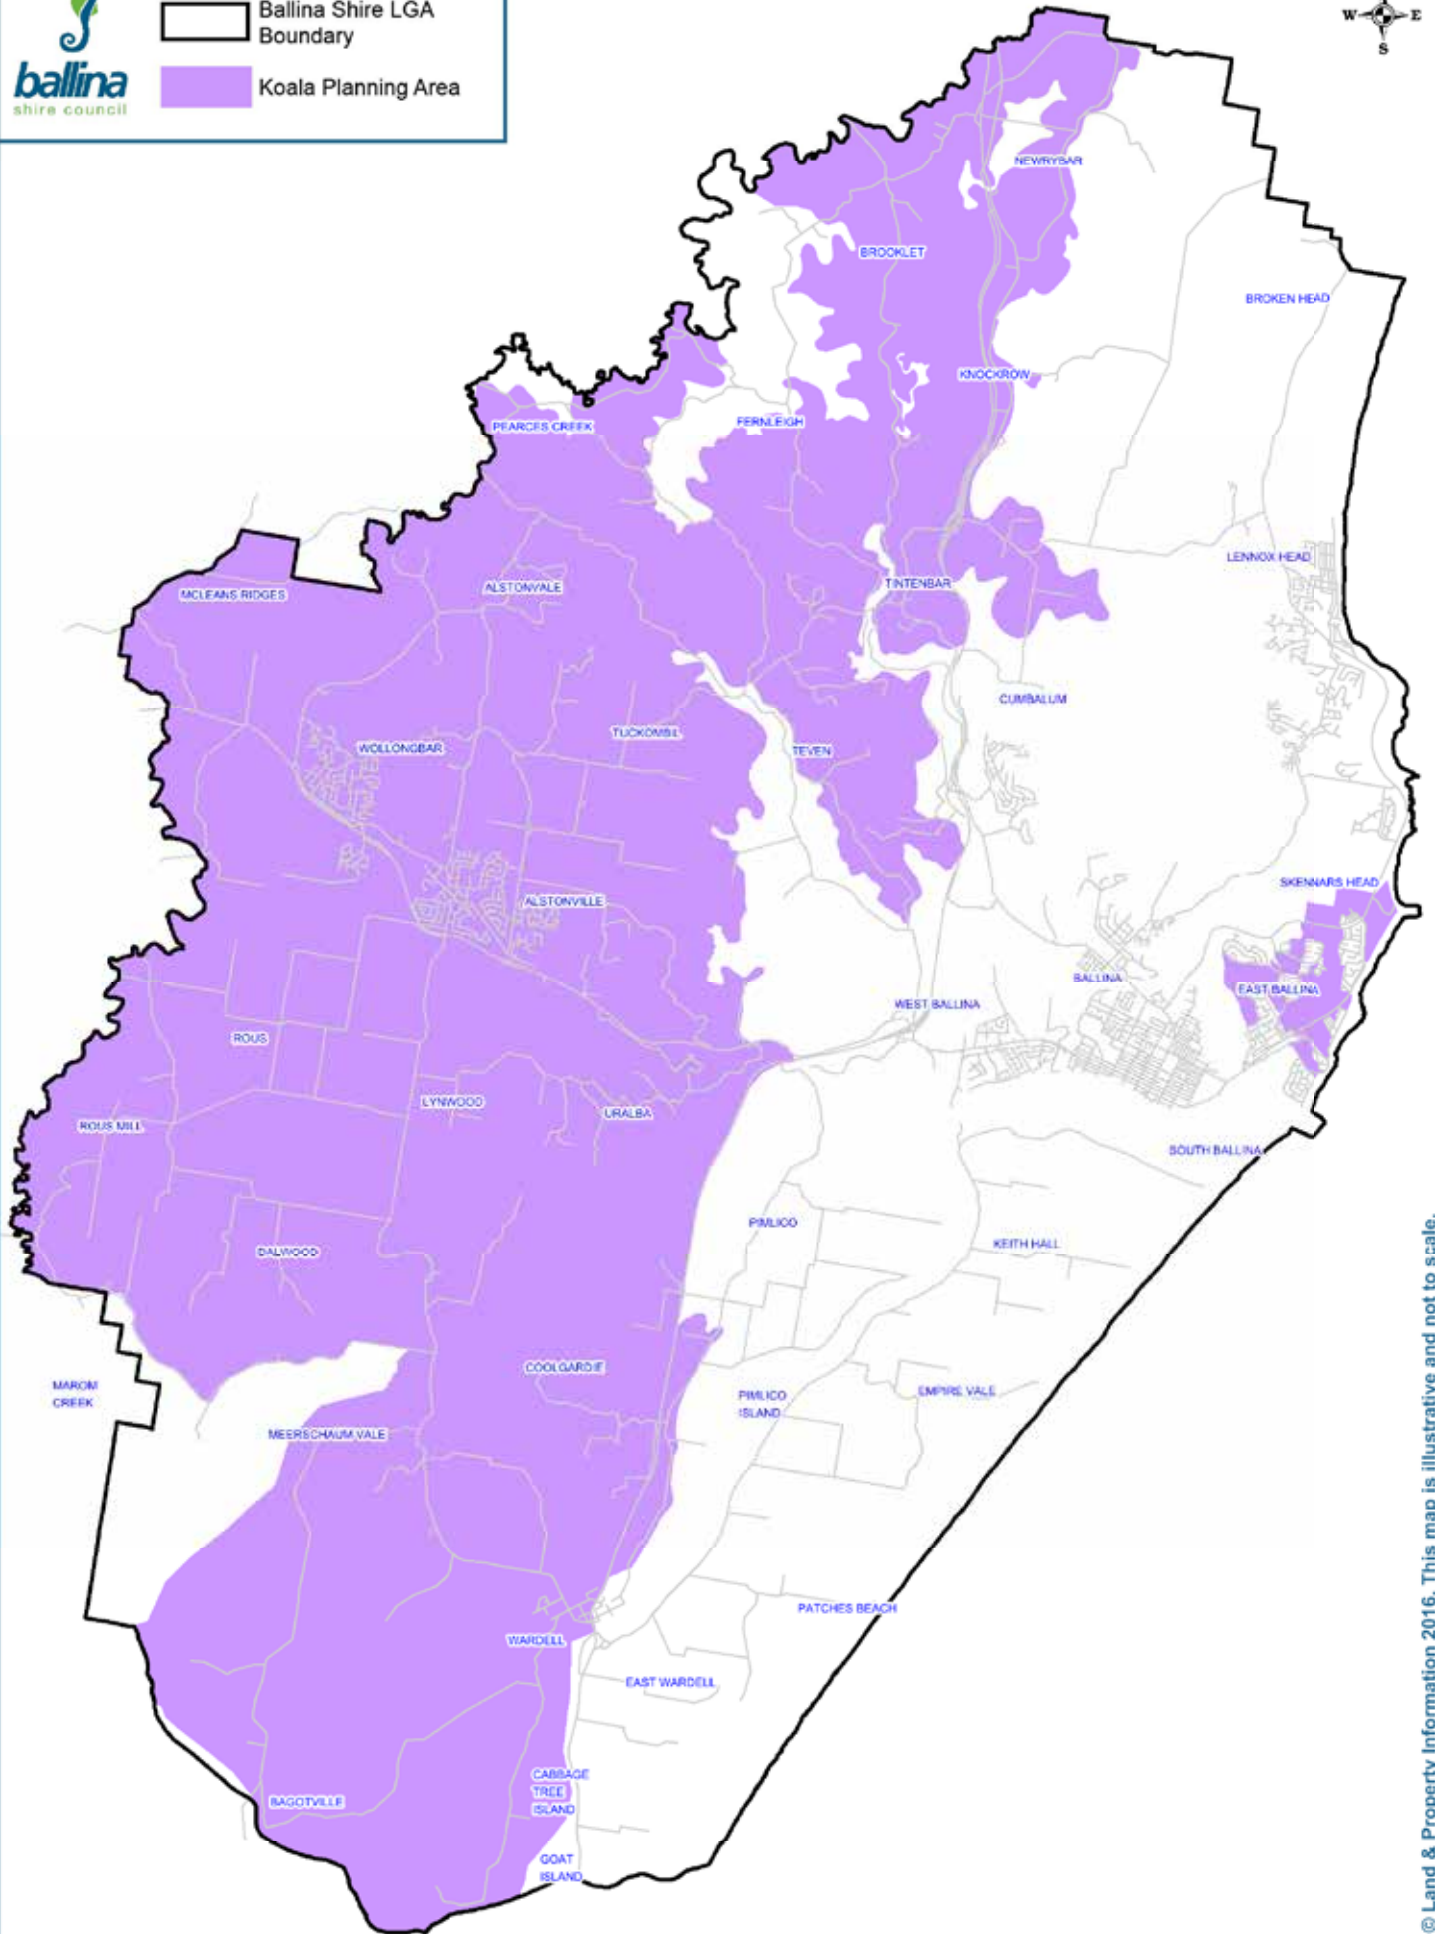 ballina
shire council
Ballina Shire LGA
Boundary
Koala Planning Area
W E
S
NEWRYBAR
BROOKLET
BROKEN HEAD
KNOCKROW
PEARCES CREEK
FERNLEIGH
LENNOX HEAD
TINTENBAR
ALSTONVALE
MCLEANS RIDGES
CUMBALUM
TUCKOMBIL
WOLLONGBAR
TEVEN
SKENNARS HEAD
ALSTONVILLE
BALLINA
EAST BALLINA
WEST BALLINA
ROUS
LYNWOOD
URALBA
ROUS MILL
SOUTH BALLINA
PIMLICO
KEITH HALL
DALWOOD
COOLGARDIE
MAROM
CREEK
PIMLICO
ISLAND
EMPIRE VALE
MEERSCHAUM VALE
PATCHES BEACH
WARDELL
EAST WARDELL
CABBAGE
TREE
ISLAND
BAGOTVILLE
GOAT
ISLAND
© Land & Property Information 2016. This map is illustrative and not to scale.